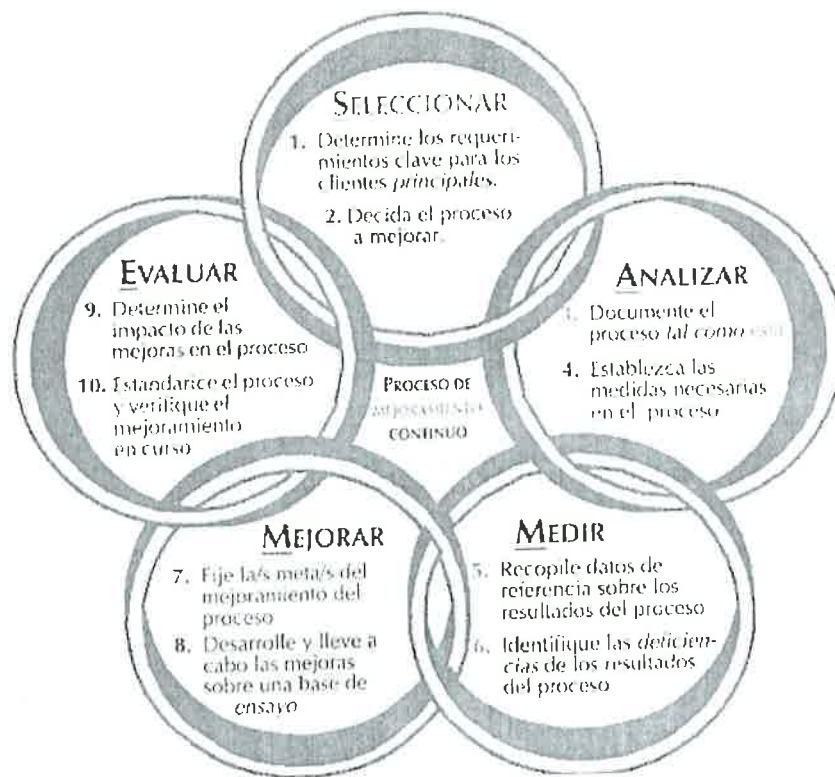 SELECCIONAR
1. Determine los requeri-
mientos clave para los
clientes principales.
2. Decida el proceso
a mejorar.
ANALIZAR
3. Documente el
proceso tal como está
4. Establezca las
medidas necesarias
en el proceso
MEDIR
5. Recopile datos de
referencia sobre los
resultados del proceso
6. Identifique las deficien-
cias de los resultados
del proceso
MEJORAR
7. Fije la/s meta/s del
mejoramiento del
proceso
8. Desarrolle y lleve a
cabo las mejoras
sobre una base de
ensayo
EVALUAR
9. Determine el
impacto de las
mejoras en el proceso
10. Estandarice el proceso
y verifique el
mejoramiento
en curso
PROCESO DE
MEJORAMIENTO
CONTINUO